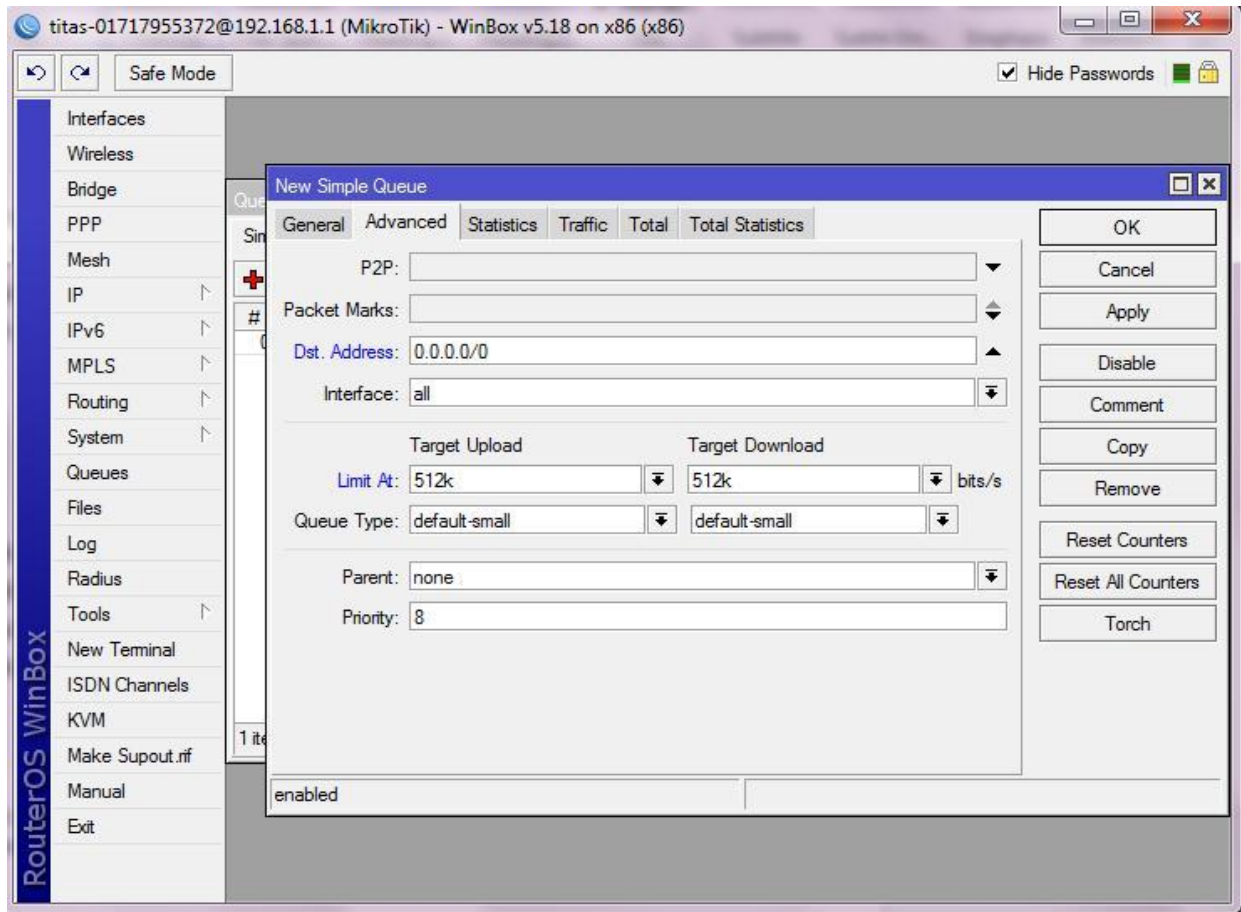 titas-01717955372@192.168.1.1 (MikroTik) - WinBox v5.18 on x86 (x86)
Safe Mode
Hide Passwords
Interfaces
Wireless
Bridge
PPP
Mesh
IP
IPv6
MPLS
Routing
System
Queues
Files
Log
Radius
Tools
New Terminal
ISDN Channels
KVM
Make Supout.rif
Manual
Exit
RouterOS WinBox
Que
Sim
#
0
1 ite
New Simple Queue
General Advanced Statistics Traffic Total Total Statistics
P2P:
Packet Marks:
Dst. Address: 0.0.0.0/0
Interface: all
Target Upload Target Download
Limit At: 512k 512k bits/s
Queue Type: default-small default-small
Parent: none
Priority: 8
OK
Cancel
Apply
Disable
Comment
Copy
Remove
Reset Counters
Reset All Counters
Torch
enabled